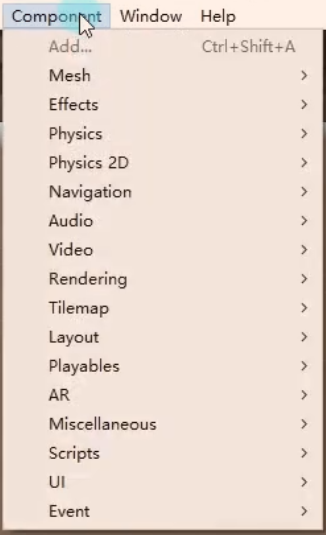 Component Window Help
Add... Ctrl+Shift+A
Mesh
Effects
Physics
Physics 2D
Navigation
Audio
Video
Rendering
Tilemap
Layout
Playables
AR
Miscellaneous
Scripts
UI
Event